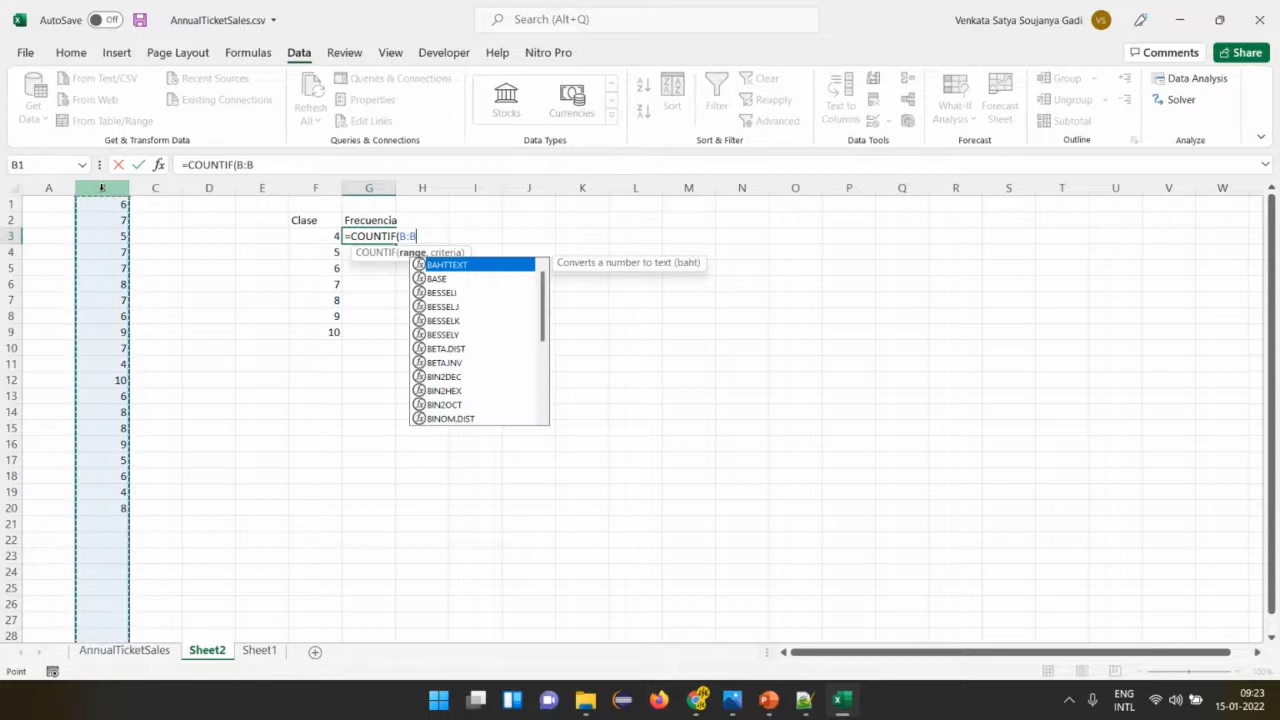 AutoSave Off AnnualTicketSales.csv Search (Alt+Q) Venkata Satya Soujanya Gadi VS
File Home Insert Page Layout Formulas Data Review View Developer Help Nitro Pro Comments Share
Get Data
From Text/CSV
From Web
From Table/Range
Recent Sources
Existing Connections
Get & Transform Data
Refresh All
Queries & Connections
Properties
Edit Links
Queries & Connections
Stocks Currencies
Data Types
Sort
Filter
Clear
Reapply
Advanced
Sort & Filter
Text to Columns
Data Tools
What-If Analysis
Forecast Sheet
Forecast
Group
Ungroup
Subtotal
Outline
Data Analysis
Solver
Analyze
B1 fx =COUNTIF(B:B
A B C D E F G H I J K L M N O P Q R S T U V W
1 6
2 7 Clase Frecuencia
3 5 4 =COUNTIF(B:B
4 7 5 COUNTIF(range, criteria)
5 7 6
6 8 7
7 7 8
8 6 9
9 9 10
10 7
11 4
12 10
13 6
14 8
15 8
16 9
17 5
18 6
19 4
20 8
21
22
23
24
25
26
27
28
BAHTTEXT Converts a number to text (baht)
BASE
BESSELI
BESSELJ
BESSELK
BESSELY
BETA.DIST
BETA.INV
BIN2DEC
BIN2HEX
BIN2OCT
BINOM.DIST
AnnualTicketSales Sheet2 Sheet1
Point 100%
ENG INTL 09:23 15-01-2022